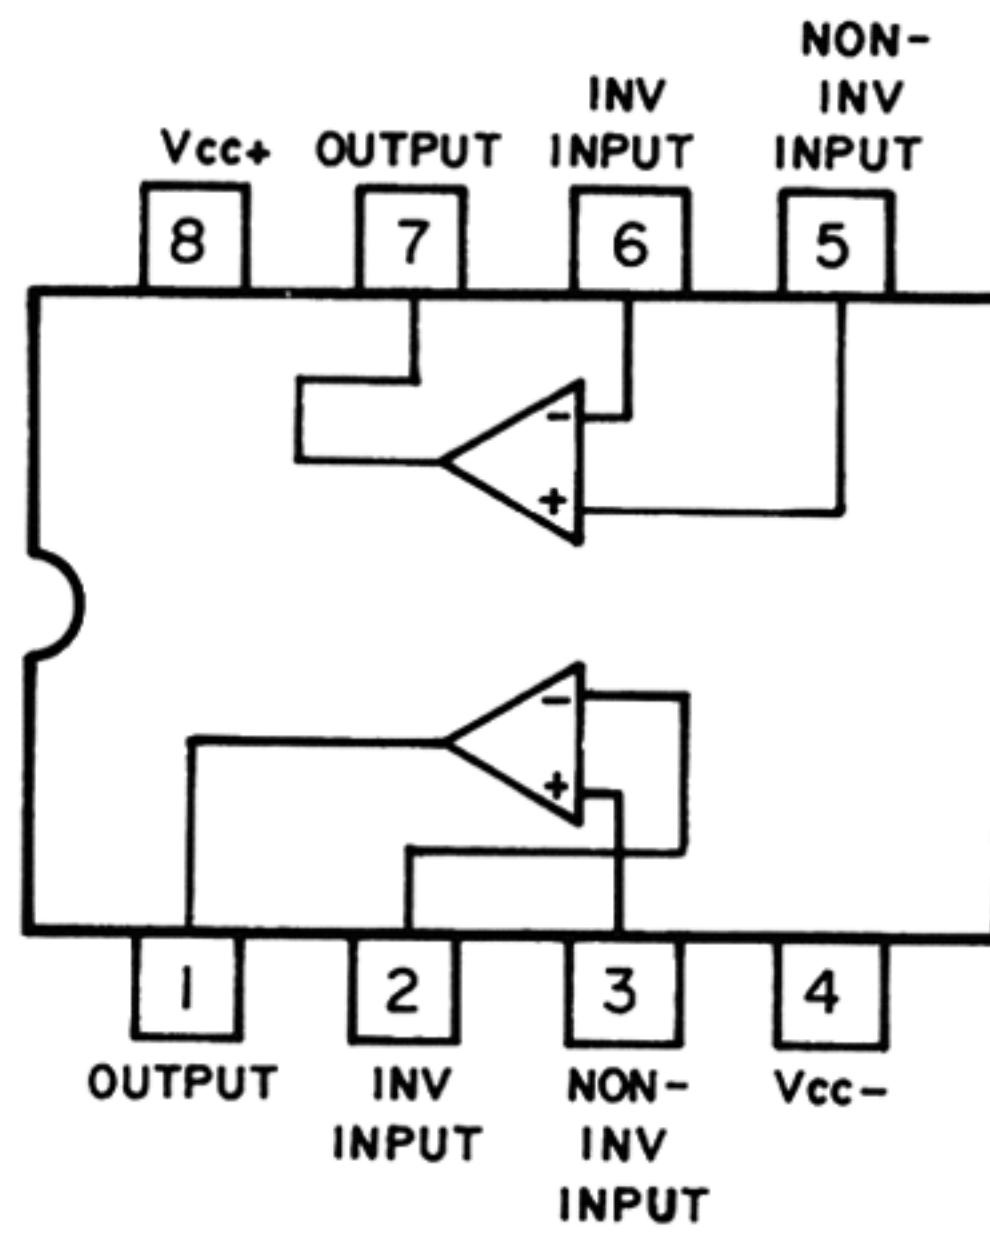 Vcc+
OUTPUT
INV
INPUT
NON-
INV
INPUT
8
7
6
5
-
+
-
+
1
2
3
4
OUTPUT
INV
INPUT
NON-
INV
INPUT
Vcc-